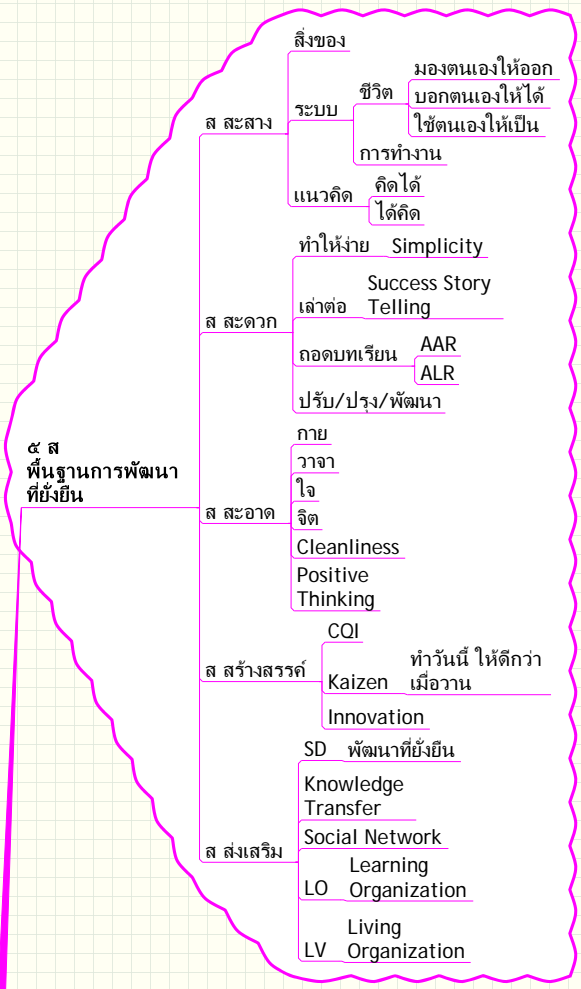 ๕ ส
พื้นฐานการพัฒนา
ที่ยั่งยืน
ส สะสาง
สิ่งของ
ระบบ
ชีวิต
มองตนเองให้ออก
บอกตนเองให้ได้
ใช้ตนเองให้เป็น
การทำงาน
แนวคิด
คิดได้
ได้คิด
ส สะดวก
ทำให้ง่าย
Simplicity
เล่าต่อ
Success Story
Telling
ถอดบทเรียน
AAR
ALR
ปรับ/ปรุง/พัฒนา
ส สะอาด
กาย
วาจา
ใจ
จิต
Cleanliness
Positive
Thinking
ส สร้างสรรค์
CQI
Kaizen
ทำวันนี้ ให้ดีกว่า
เมื่อวาน
Innovation
ส ส่งเสริม
SD
พัฒนาที่ยั่งยืน
Knowledge
Transfer
Social Network
LO
Learning
Organization
LV
Living
Organization